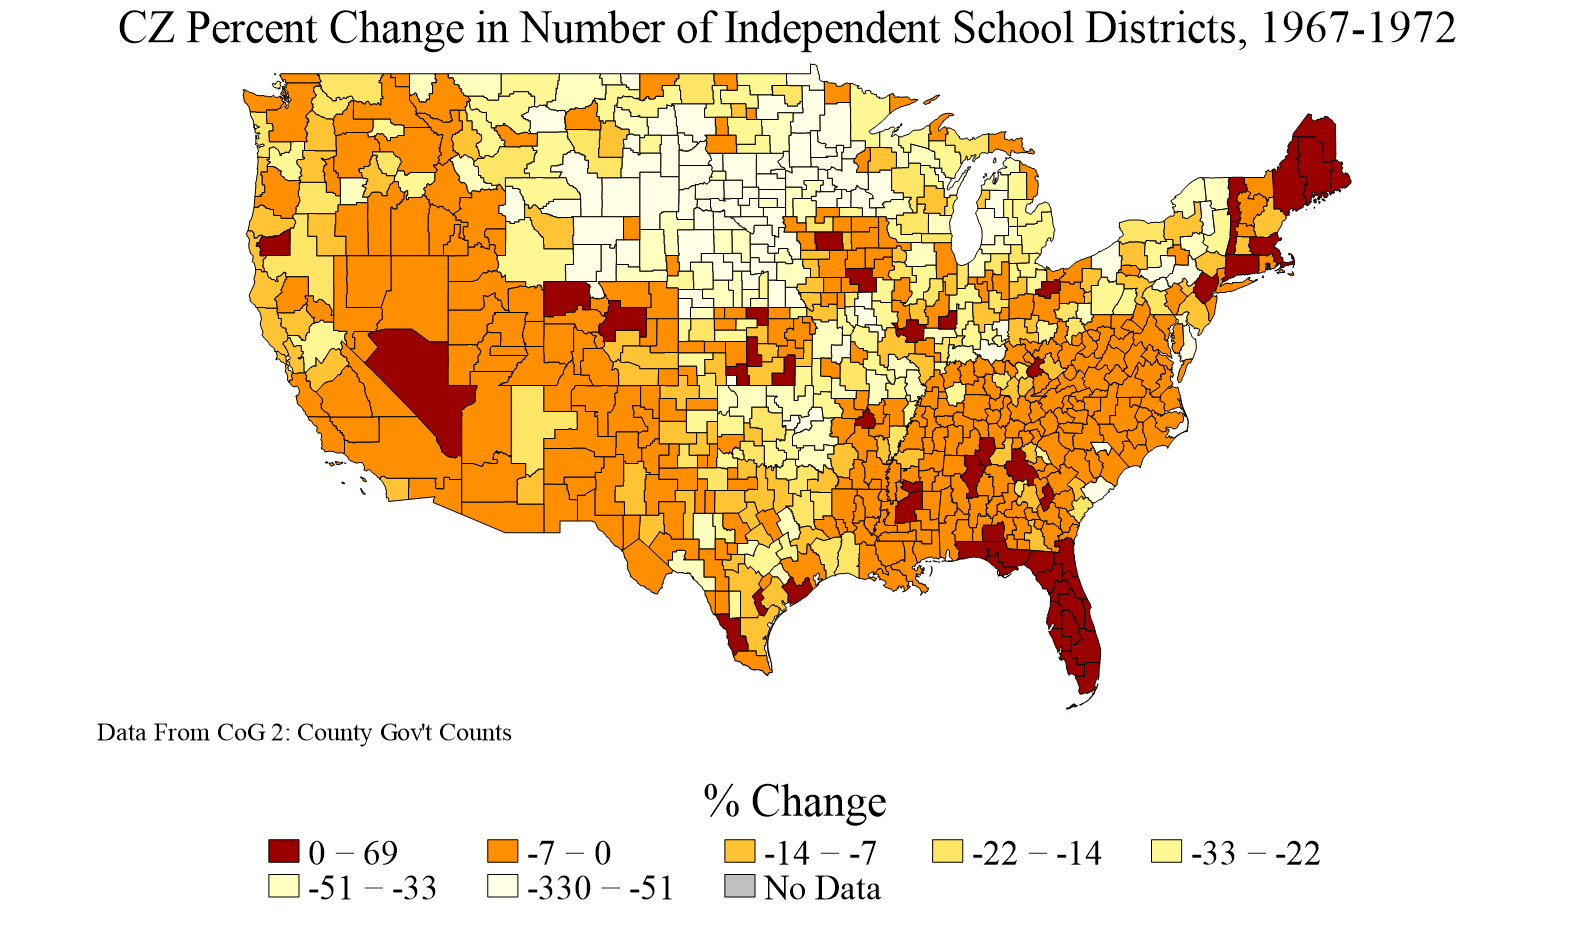 CZ Percent Change in Number of Independent School Districts, 1967-1972
Data From CoG 2: County Gov't Counts
% Change
0 − 69 -7 − 0 -14 − -7 -22 − -14 -33 − -22
-51 − -33 -330 − -51 No Data